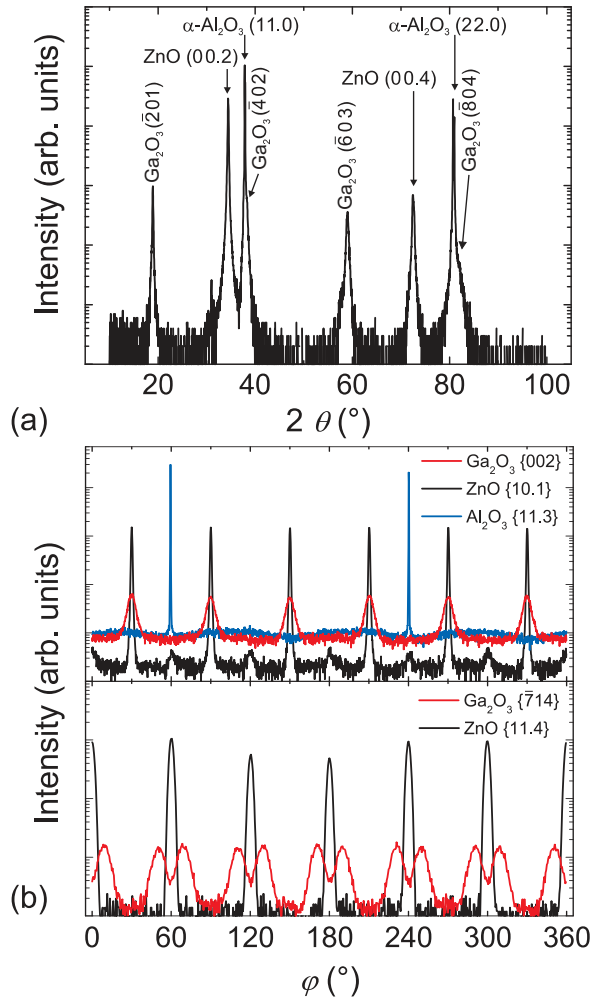 α-Al₂O₃ (11.0)
α-Al₂O₃ (22.0)
ZnO (00.2)
ZnO (00.4)
Ga₂O₃(2̄01)
Ga₂O₃(4̄02)
Ga₂O₃(6̄03)
Ga₂O₃(8̄04)
Intensity (arb. units)
20 40 60 80 100
2 θ (°)
(a)
Ga₂O₃ {002}
ZnO {10.1}
Al₂O₃ {11.3}
Intensity (arb. units)
Ga₂O₃ {7̄14}
ZnO {11.4}
Intensity (arb. units)
(b)
0 60 120 180 240 300 360
φ (°)